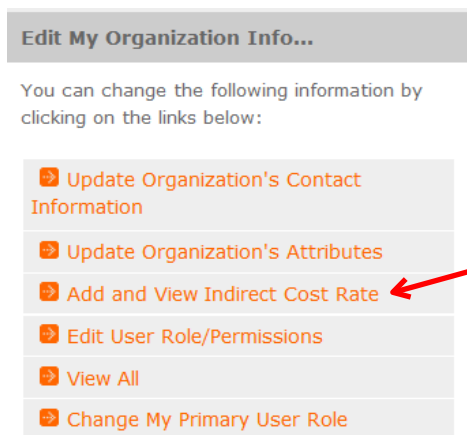 Edit My Organization Info...
You can change the following information by
clicking on the links below:
Update Organization's Contact
Information
Update Organization's Attributes
Add and View Indirect Cost Rate
Edit User Role/Permissions
View All
Change My Primary User Role